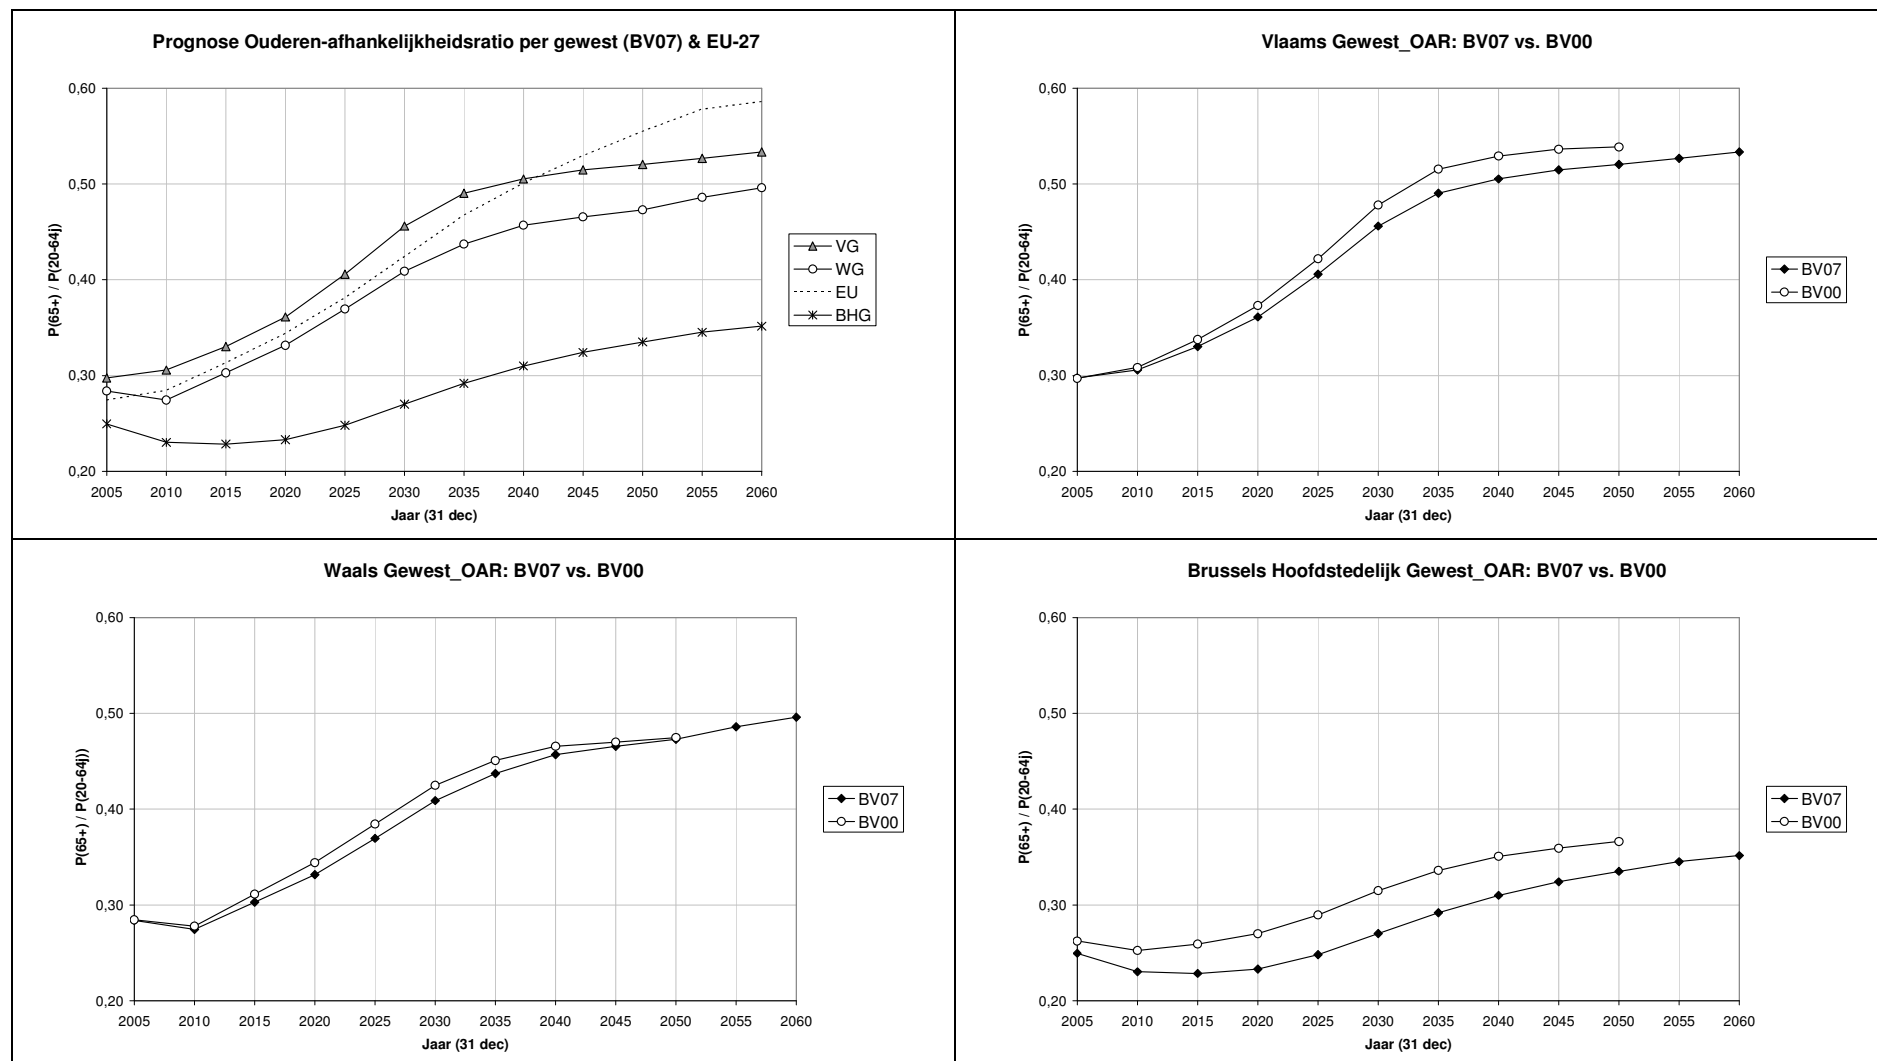 Prognose Ouderen-afhankelijkheidsratio per gewest (BV07) & EU-27
0,60
0,50
0,40
0,30
0,20
P(65+) / P(20-64j)
2005 2010 2015 2020 2025 2030 2035 2040 2045 2050 2055 2060
Jaar (31 dec)
VG
WG
EU
BHG
Vlaams Gewest_OAR: BV07 vs. BV00
0,60
0,50
0,40
0,30
0,20
P(65+) / P(20-64j)
2005 2010 2015 2020 2025 2030 2035 2040 2045 2050 2055 2060
Jaar (31 dec)
BV07
BV00
Waals Gewest_OAR: BV07 vs. BV00
0,60
0,50
0,40
0,30
0,20
P(65+) / P(20-64j))
2005 2010 2015 2020 2025 2030 2035 2040 2045 2050 2055 2060
Jaar (31 dec)
BV07
BV00
Brussels Hoofdstedelijk Gewest_OAR: BV07 vs. BV00
0,60
0,50
0,40
0,30
0,20
P(65+) / P(20-64j)
2005 2010 2015 2020 2025 2030 2035 2040 2045 2050 2055 2060
Jaar (31 dec)
BV07
BV00